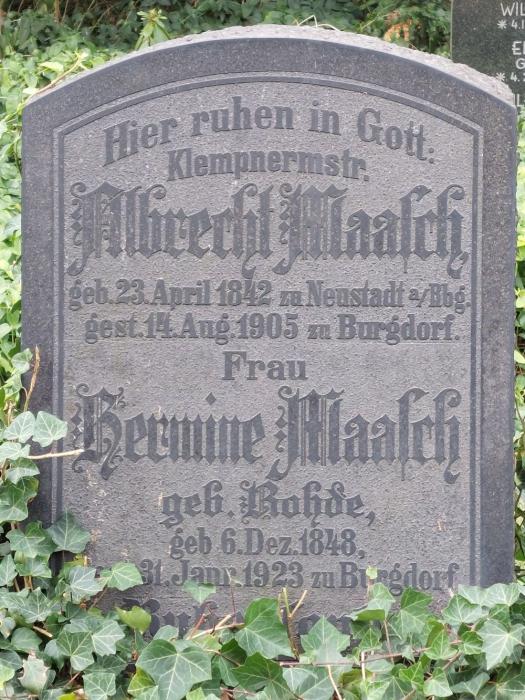 Hier ruhen in Gott:
Klempnermstr.
Albrecht Maaſch,
geb. 23. April 1842 zu Neustadt a/Rbg.
gest. 14. Aug. 1905 zu Burgdorf.
Frau
Hermine Maaſch
geb. Rohde,
geb 6. Dez. 1848,
31. Janr. 1923 zu Burgdorf
WIL